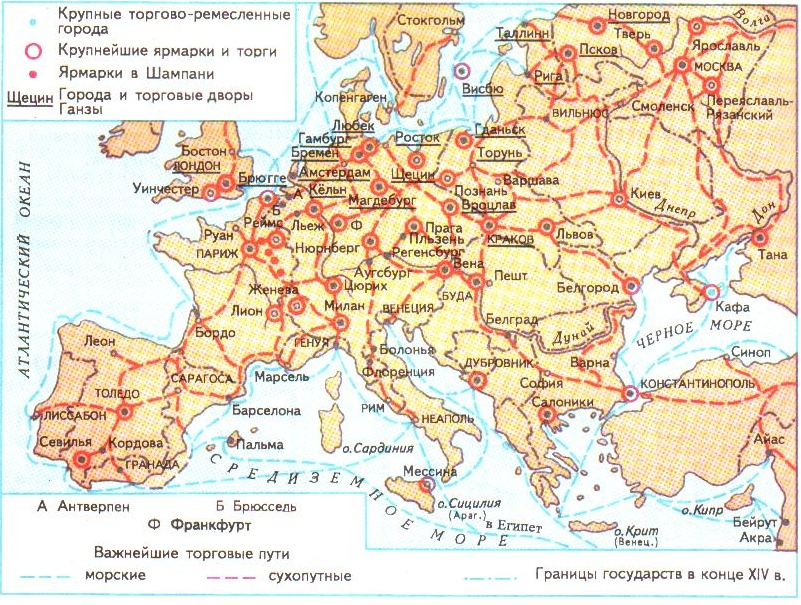 Крупные торгово-ремесленные
города
Крупнейшие ярмарки и торги
Ярмарки в Шампани
Щецин Города и торговые дворы
Ганзы
Стокгольм
Таллинн
Новгород
Тверь
Волга
Псков
Ярославль
МОСКВА
Рига
Висбю
Переяславль-
Рязанский
Смоленск
ВИЛЬНЮС
Копенгаген
Любек
Гамбург
Росток
Гданьск
Бремен
Торунь
Амстердам
Щецин
Варшава
Бостон
ЛОНДОН
Уинчестер
Брюгге
А
Б
Кёльн
Магдебург
Познань
Вроцлав
Киев
Днепр
Дон
Реймс
Льеж
Ф
Прага
Пльзень
КРАКОВ
Львов
Руан
ПАРИЖ
Нюрнберг
Регенсбург
Тана
Аугсбург
Вена
Пешт
БУДА
Белгород
Женева
Цюрих
Лион
Милан
ВЕНЕЦИЯ
Белград
Дунай
Кафа
ЧЕРНОЕ МОРЕ
АТЛАНТИЧЕСКИЙ ОКЕАН
Бордо
ГЕНУЯ
Болонья
Флоренция
ДУБРОВНИК
Варна
Синоп
Леон
САРАГОСА
Марсель
София
КОНСТАНТИНОПОЛЬ
ТОЛЕДО
Барселона
РИМ
НЕАПОЛЬ
Салоники
ЛИССАБОН
Севилья
Кордова
ГРАНАДА
Пальма
о.Сардиния
Айас
СРЕДИЗЕМНОЕ МОРЕ
Мессина
о.Сицилия
(Араг.)
в Египет
о.Крит
(Венец.)
о.Кипр
Бейрут
Акра
А Антверпен
Б Брюссель
Ф Франкфурт
Важнейшие торговые пути
морские
сухопутные
Границы государств в конце XIV в.